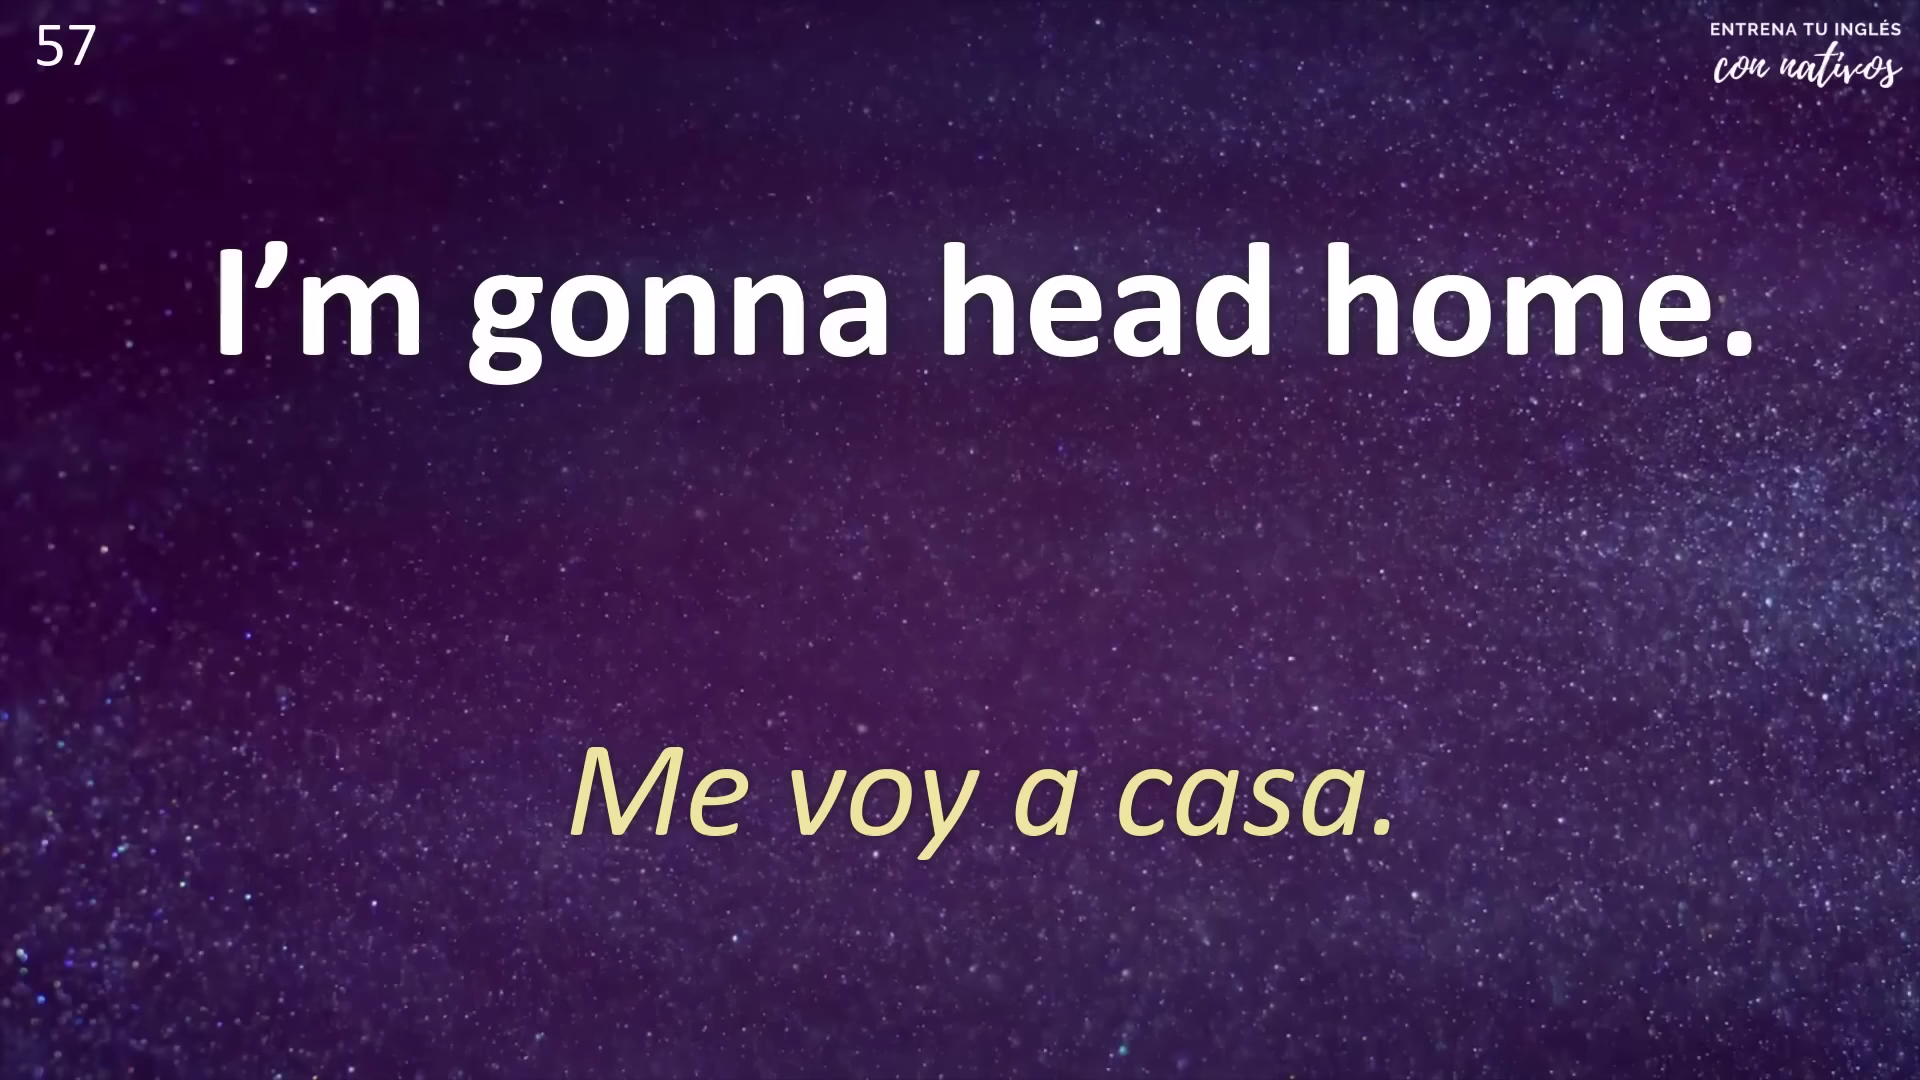 57
ENTRENA TU INGLÉS
con nativos
I’m gonna head home.
Me voy a casa.